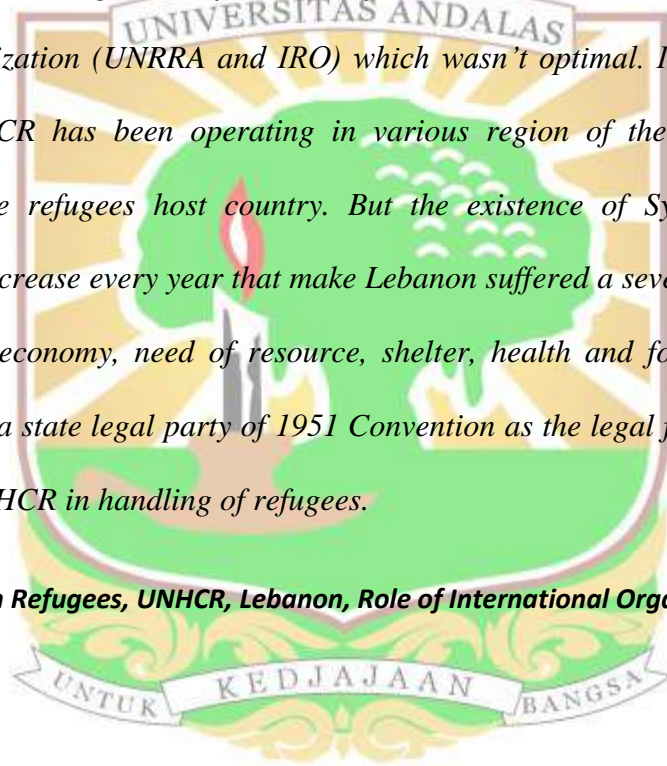 UNIVERSITAS ANDALAS
ization (UNRRA and IRO) which wasn't optimal. I
CR has been operating in various region of the
e refugees host country. But the existence of Sy
crease every year that make Lebanon suffered a seve
economy, need of resource, shelter, health and fo
a state legal party of 1951 Convention as the legal f
HCR in handling of refugees.
n Refugees, UNHCR, Lebanon, Role of International Orga
UNTUK KEDJAJAAN BANGSA